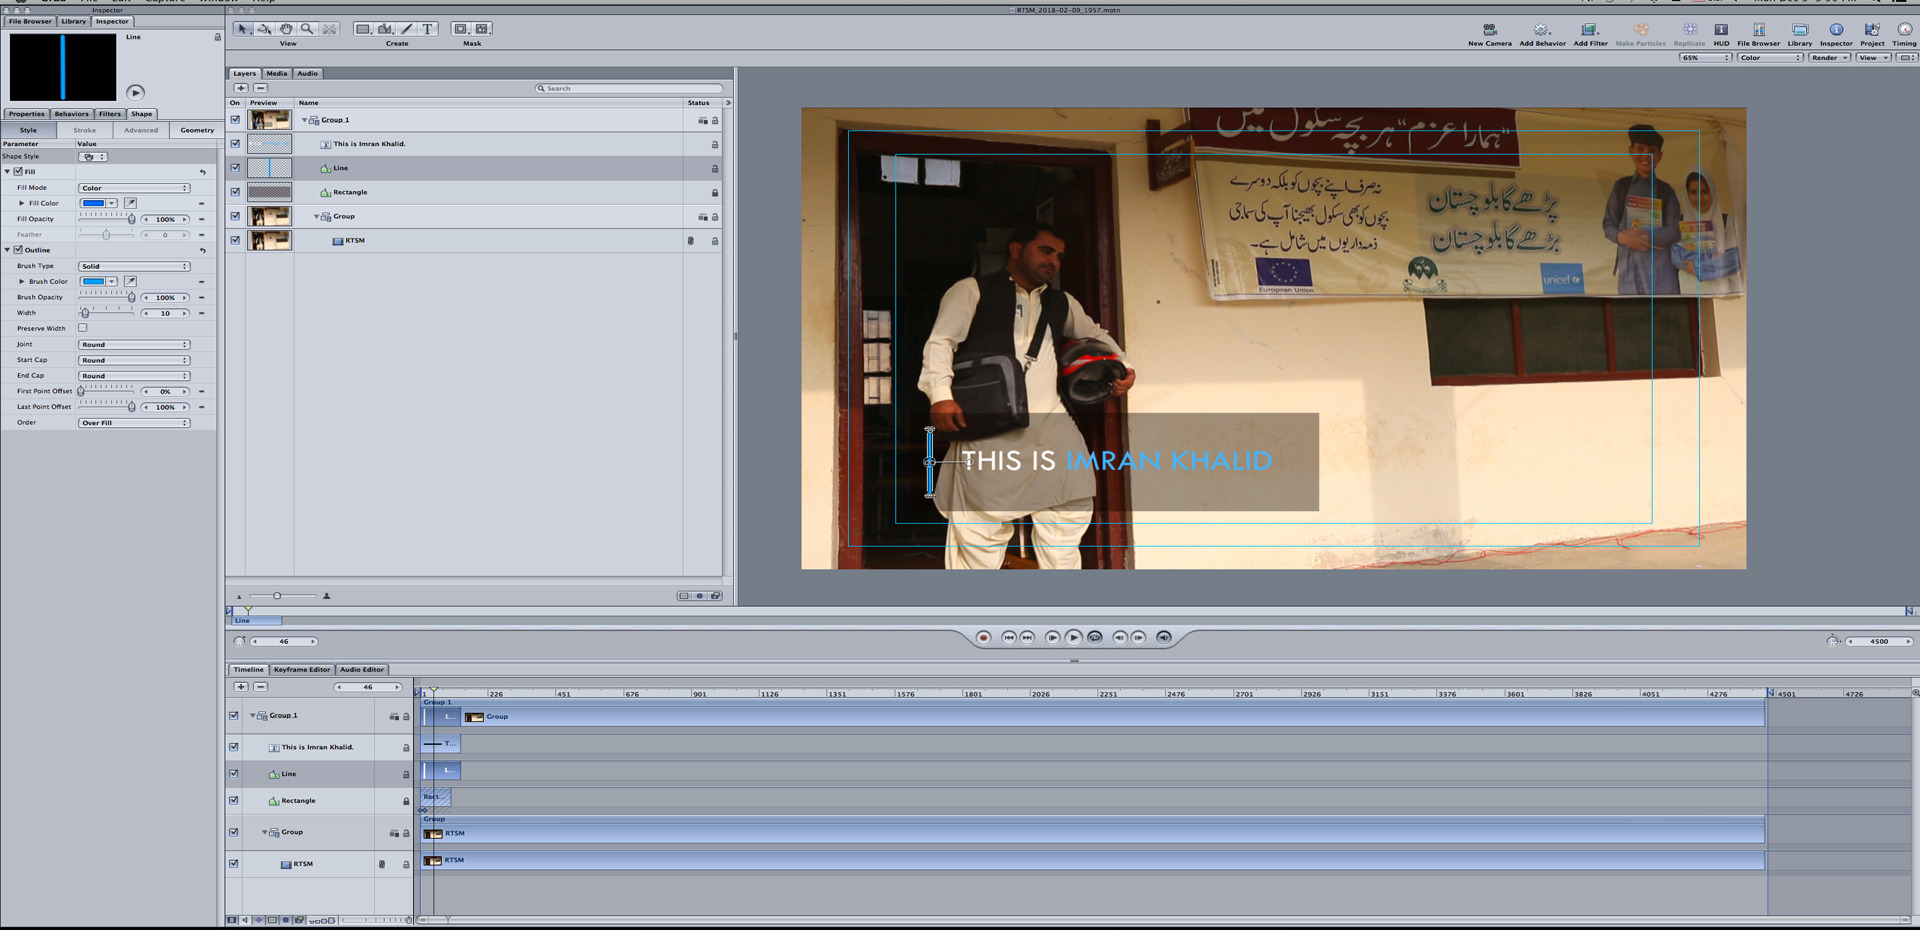 Inspector
RTSM_2018-02-09_1957.motn
File Browser Library Inspector
Line
View
Create
Mask
New Camera Add Behavior Add Filter Make Particles Replicate HUD File Browser Library Inspector Project Timing
65% Color Render View
Layers Media Audio
Search
On Preview Name Status
Group 1
This is Imran Khalid.
Line
Rectangle
Group
RTSM
Properties Behaviors Filters Shape
Style Stroke Advanced Geometry
Parameter Value
Shape Style
Fill
Fill Mode Color
Fill Color
Fill Opacity 100%
Feather 0
Outline
Brush Type Solid
Brush Color
Brush Opacity 100%
Width 10
Preserve Width
Joint Round
Start Cap Round
End Cap Round
First Point Offset 0%
Last Point Offset 100%
Order Over Fill
"ہمارا عزم" ہر بچہ سکول میں
نہ صرف اپنے بچوں کو بلکہ دوسرے
بچوں کو بھی سکول بھیجنا آپ کی سماجی
ذمہ داریوں میں شامل ہے۔
پڑھے گا بلوچستان
بڑھے گا بلوچستان
European Union
unicef
THIS IS IMRAN KHALID
Line
46
4500
Timeline Keyframe Editor Audio Editor
46
1 226 451 676 901 1126 1351 1576 1801 2026 2251 2476 2701 2926 3151 3376 3601 3826 4051 4276 4501 4726
Group 1
Group 1 L... Group
This is Imran Khalid. T...
Line L...
Rectangle Rect...
Group
Group RTSM
RTSM RTSM